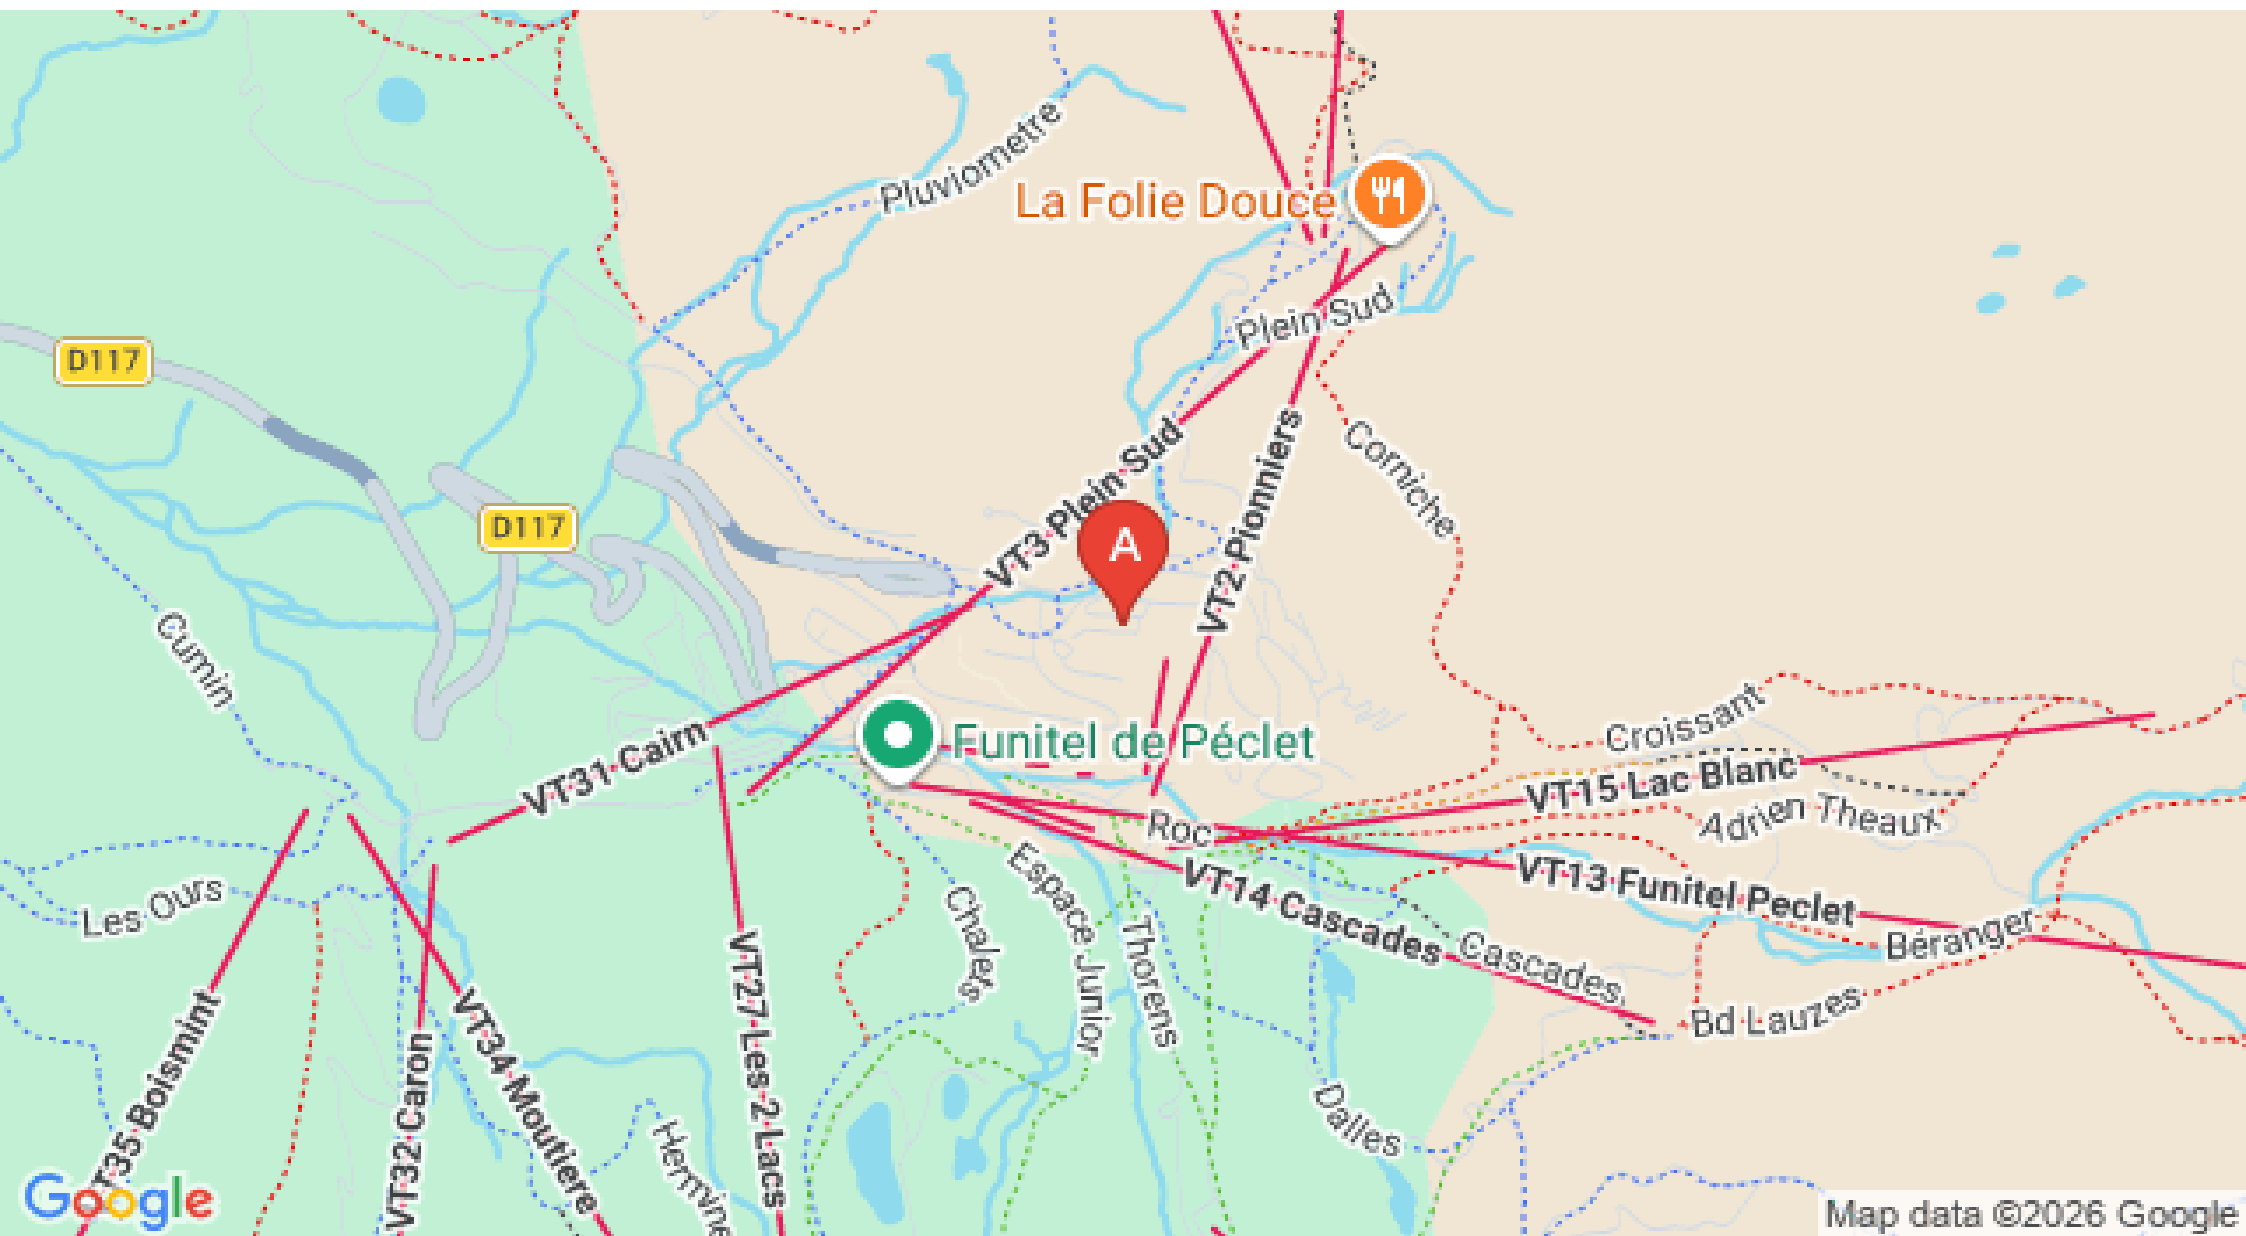 Pluviometre
La Folie Douce
Plein Sud
D117
VT3 Plein Sud
VT2 Pionniers
Corniche
D117
A
Cumin
Croissant
Funitel de Péclet
VT31 Cairn
VT15 Lac Blanc
Adrien Theaux
Roc
VT13 Funitel Peclet
VT14 Cascades
Espace Junior
Chalets
Les Ours
Béranger
Cascades
Thorens
Bd Lauzes
VT27 Les 2 Lacs
VT34 Moutiere
T35 Boismint
VT32 Caron
Dalles
Hermine
Google
Map data ©2026 Google